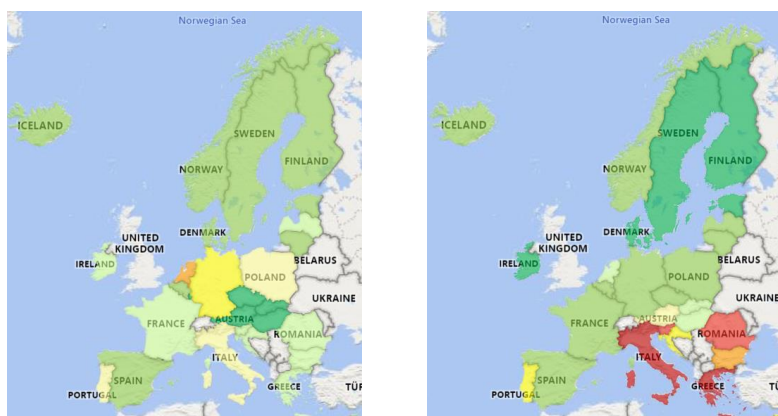 Norwegian Sea
ICELAND
SWEDEN
FINLAND
NORWAY
DENMARK
UNITED
KINGDOM
IRELAND
BELARUS
POLAND
UKRAINE
AUSTRIA
FRANCE
ROMANIA
ITALY
PORTUGAL
SPAIN
GREECE
TÜR
Norwegian Sea
ICELAND
SWEDEN
FINLAND
NORWAY
DENMARK
UNITED
KINGDOM
IRELAND
BELARUS
POLAND
UKRAINE
AUSTRIA
FRANCE
ROMANIA
ITALY
PORTUGAL
SPAIN
GREECE
TÜ